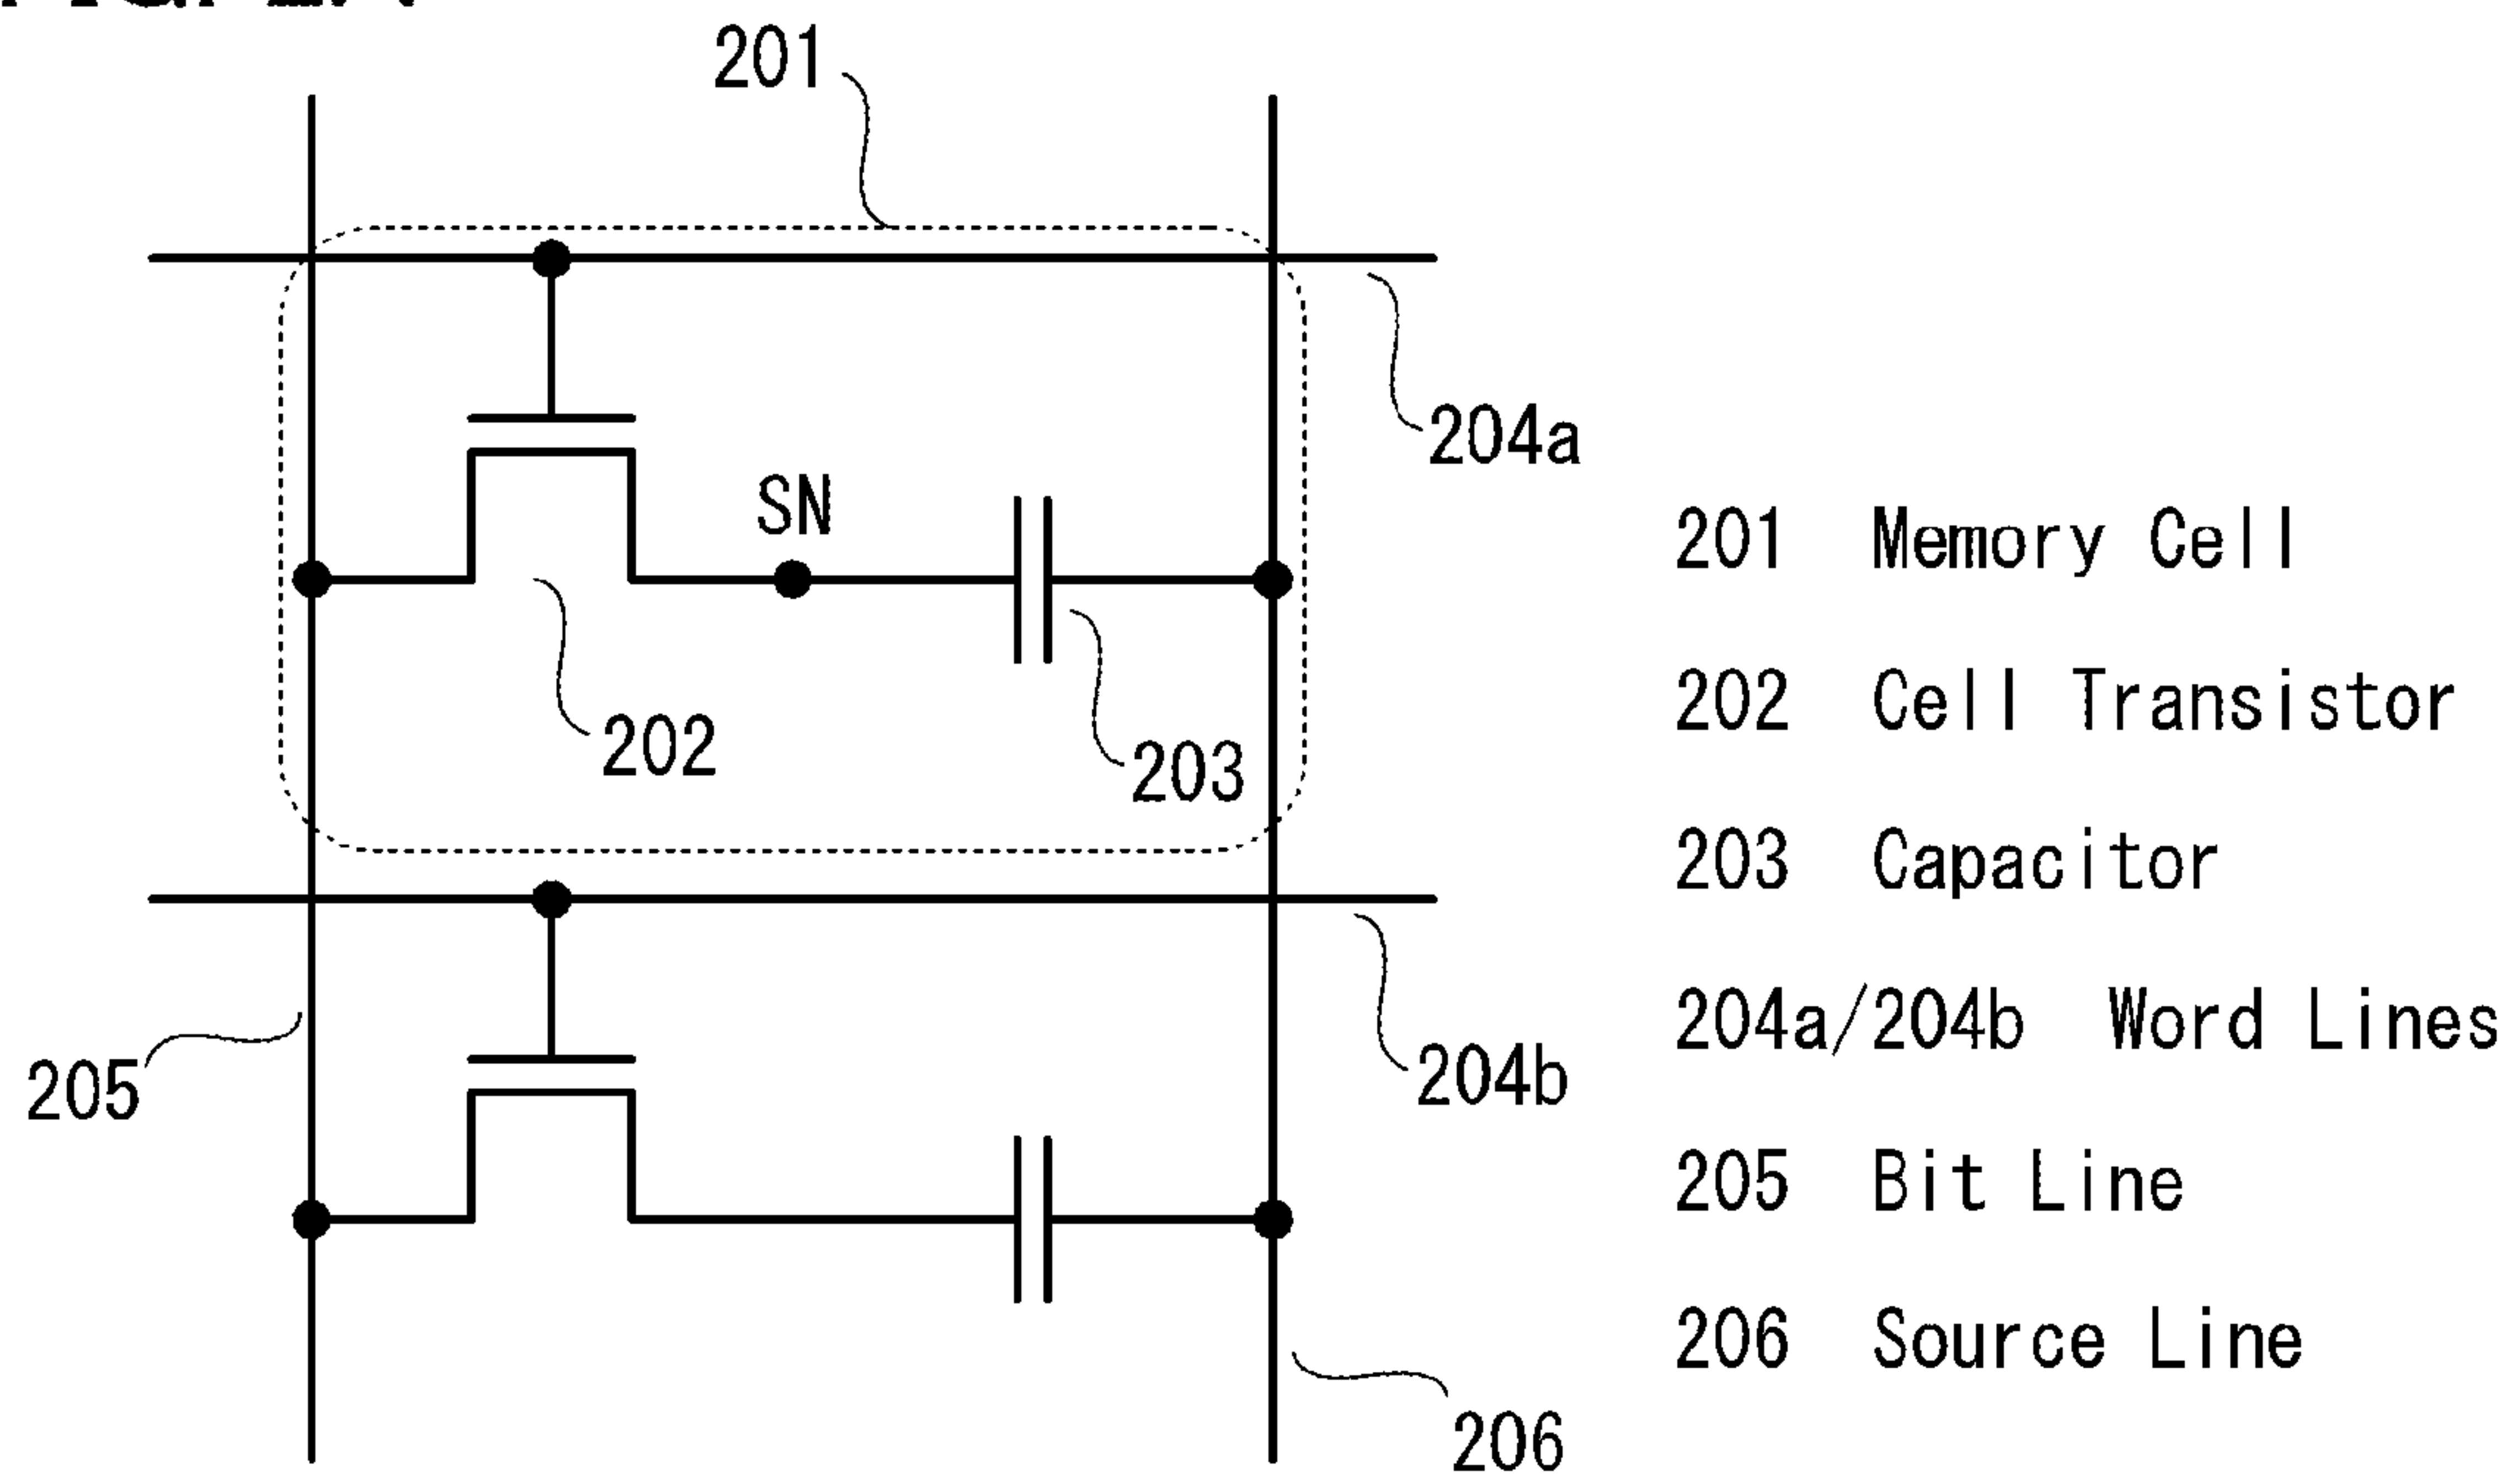 201
204a
SN
202
203
205
204b
206
201 Memory Cell
202 Cell Transistor
203 Capacitor
204a/204b Word Lines
205 Bit Line
206 Source Line